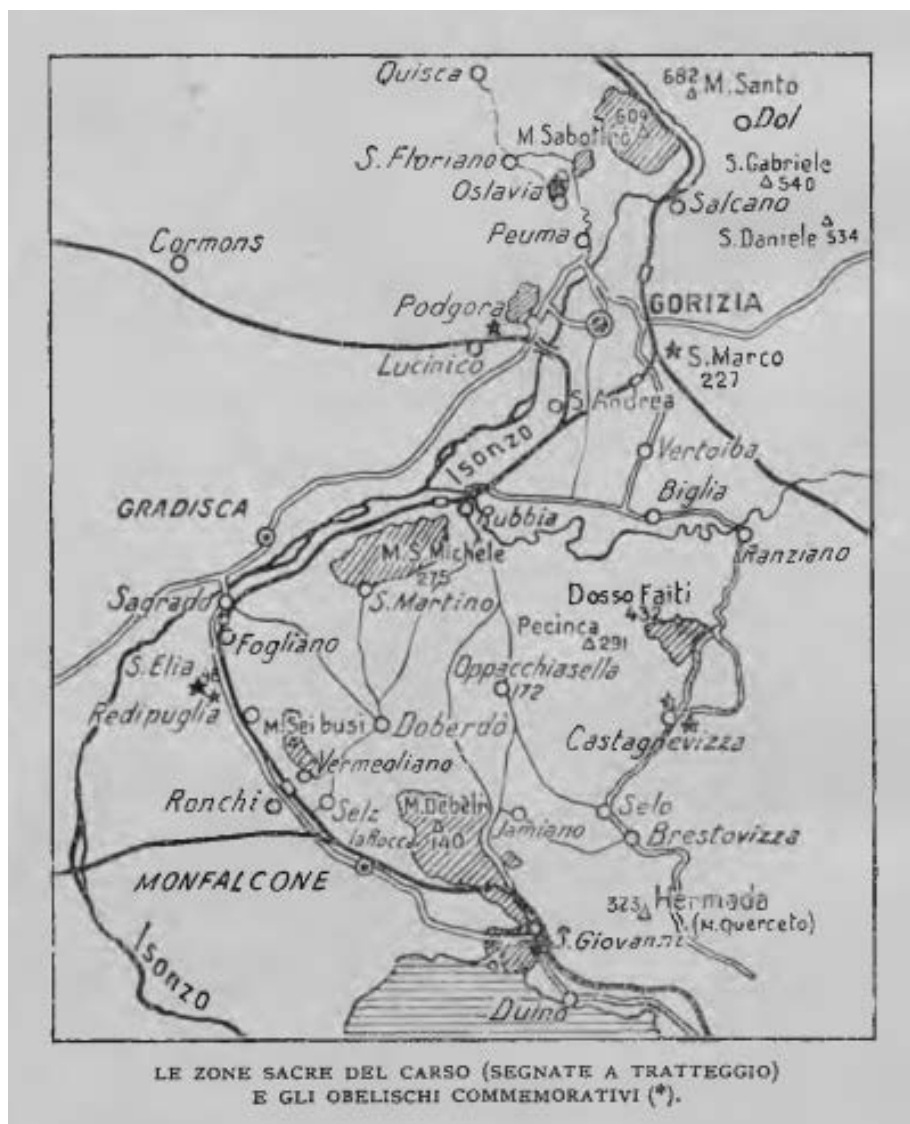 Quisca
682 M. Santo
Dol
609
M. Sabotino
S. Floriano
S. Gabriele
540
Oslavia
Salcano
Peuma
S. Daniele 534
Cormons
Podgora
GORIZIA
Lucinico
S. Marco
227
S. Andrea
Isonzo
Vertoiba
GRADISCA
Biglia
Rubbia
Ranziano
M. S. Michele
275
S. Martino
Dosso Faiti
432
Sagrado
Pecinca
291
Fogliano
S. Elia
Oppacchiasella
172
Redipuglia
M. Sei busi
Doberdò
Castagnevizza
Vermegliano
Ronchi
Selz
M. Debeli
140
la Rocca
Jamiano
Selo
Brestovizza
MONFALCONE
323 Hermada
(M. Querceto)
Isonzo
S. Giovanni
Duino
LE ZONE SACRE DEL CARSO (SEGNATE A TRATTEGGIO)
E GLI OBELISCHI COMMEMORATIVI (*).